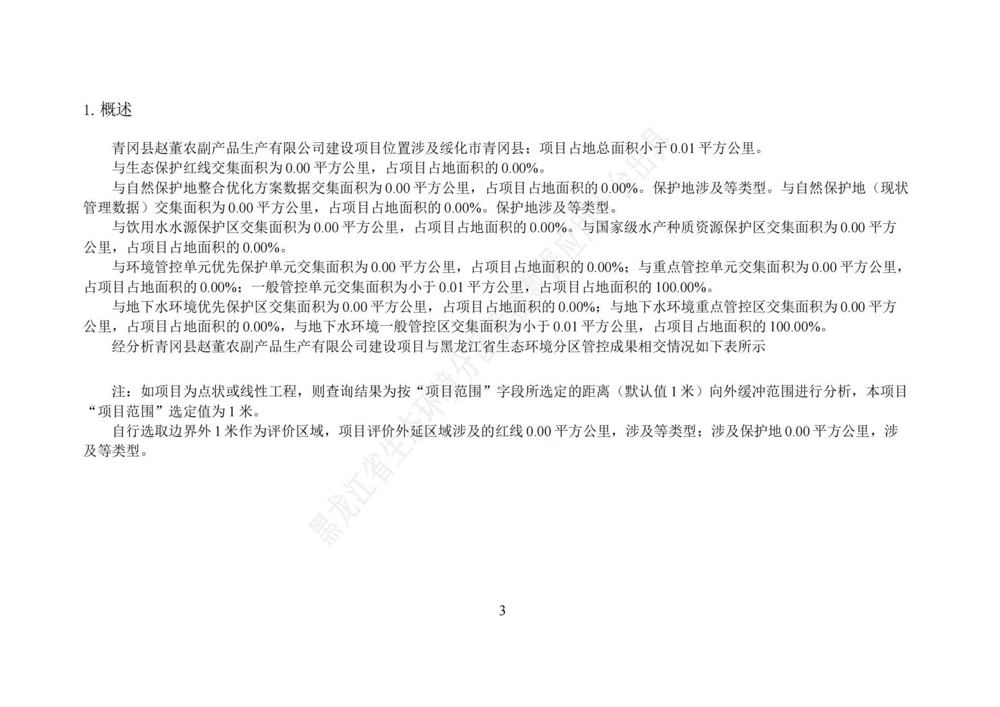 1. 概述
青冈县赵董农副产品生产有限公司建设项目位置涉及绥化市青冈县；项目占地总面积小于 0.01 平方公里。
与生态保护红线交集面积为 0.00 平方公里，占项目占地面积的 0.00%。
与自然保护地整合优化方案数据交集面积为 0.00 平方公里，占项目占地面积的 0.00%。保护地涉及等类型。与自然保护地（现状
管理数据）交集面积为 0.00 平方公里，占项目占地面积的 0.00%。保护地涉及等类型。
与饮用水水源保护区交集面积为 0.00 平方公里，占项目占地面积的 0.00%。与国家级水产种质资源保护区交集面积为 0.00 平方
公里，占项目占地面积的 0.00%。
与环境管控单元优先保护单元交集面积为 0.00 平方公里，占项目占地面积的 0.00%；与重点管控单元交集面积为 0.00 平方公里，
占项目占地面积的 0.00%；一般管控单元交集面积为小于 0.01 平方公里，占项目占地面积的 100.00%。
与地下水环境优先保护区交集面积为 0.00 平方公里，占项目占地面积的 0.00%；与地下水环境重点管控区交集面积为 0.00 平方
公里，占项目占地面积的 0.00%，与地下水环境一般管控区交集面积为小于 0.01 平方公里，占项目占地面积的 100.00%。
经分析青冈县赵董农副产品生产有限公司建设项目与黑龙江省生态环境分区管控成果相交情况如下表所示
注：如项目为点状或线性工程，则查询结果为按“项目范围”字段所选定的距离（默认值 1 米）向外缓冲范围进行分析，本项目
“项目范围”选定值为 1 米。
自行选取边界外 1 米作为评价区域，项目评价外延区域涉及的红线 0.00 平方公里，涉及等类型；涉及保护地 0.00 平方公里，涉
及等类型。
黑龙江省生态环境分区管控数据应用平台出具
3